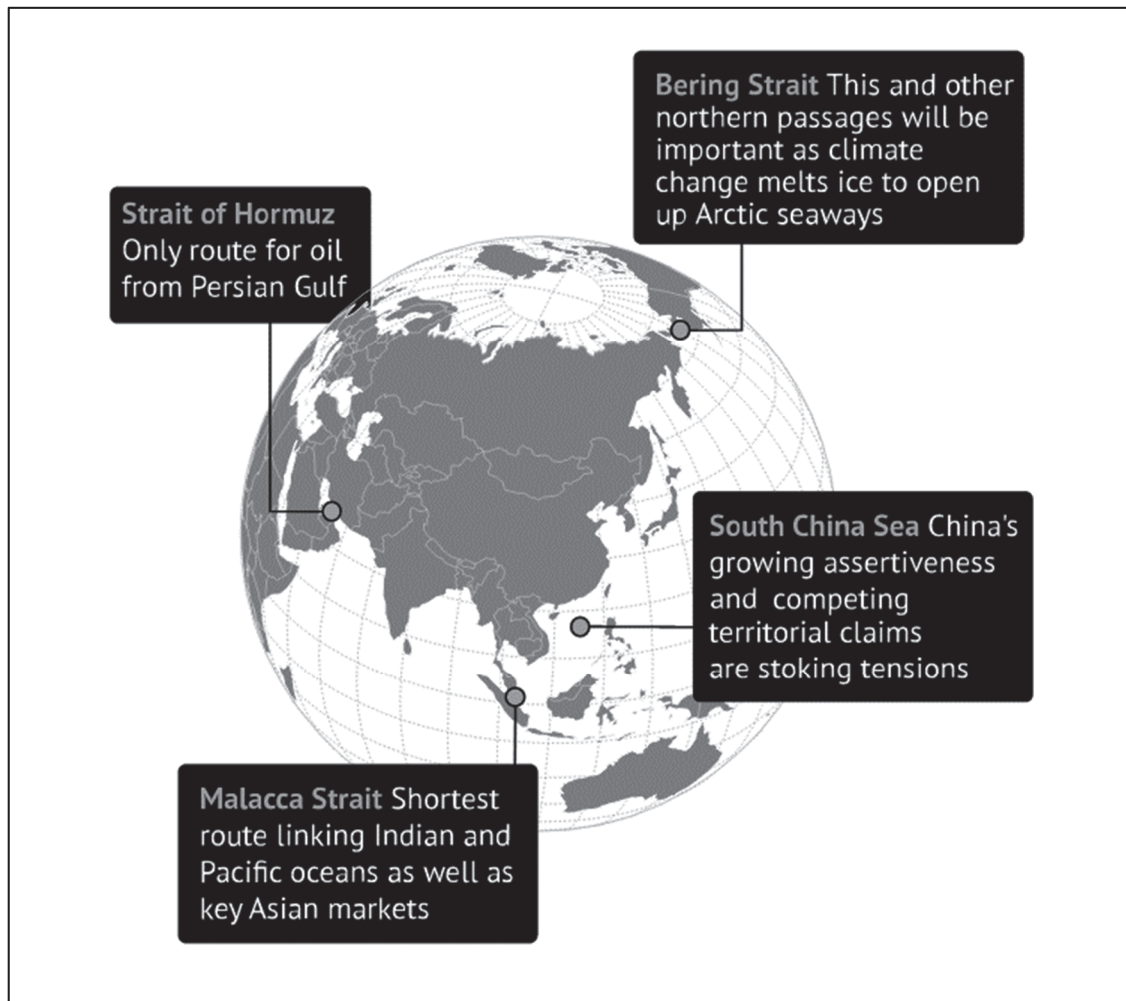 Bering Strait This and other
northern passages will be
important as climate
change melts ice to open
up Arctic seaways
Strait of Hormuz
Only route for oil
from Persian Gulf
South China Sea China's
growing assertiveness
and competing
territorial claims
are stoking tensions
Malacca Strait Shortest
route linking Indian and
Pacific oceans as well as
key Asian markets